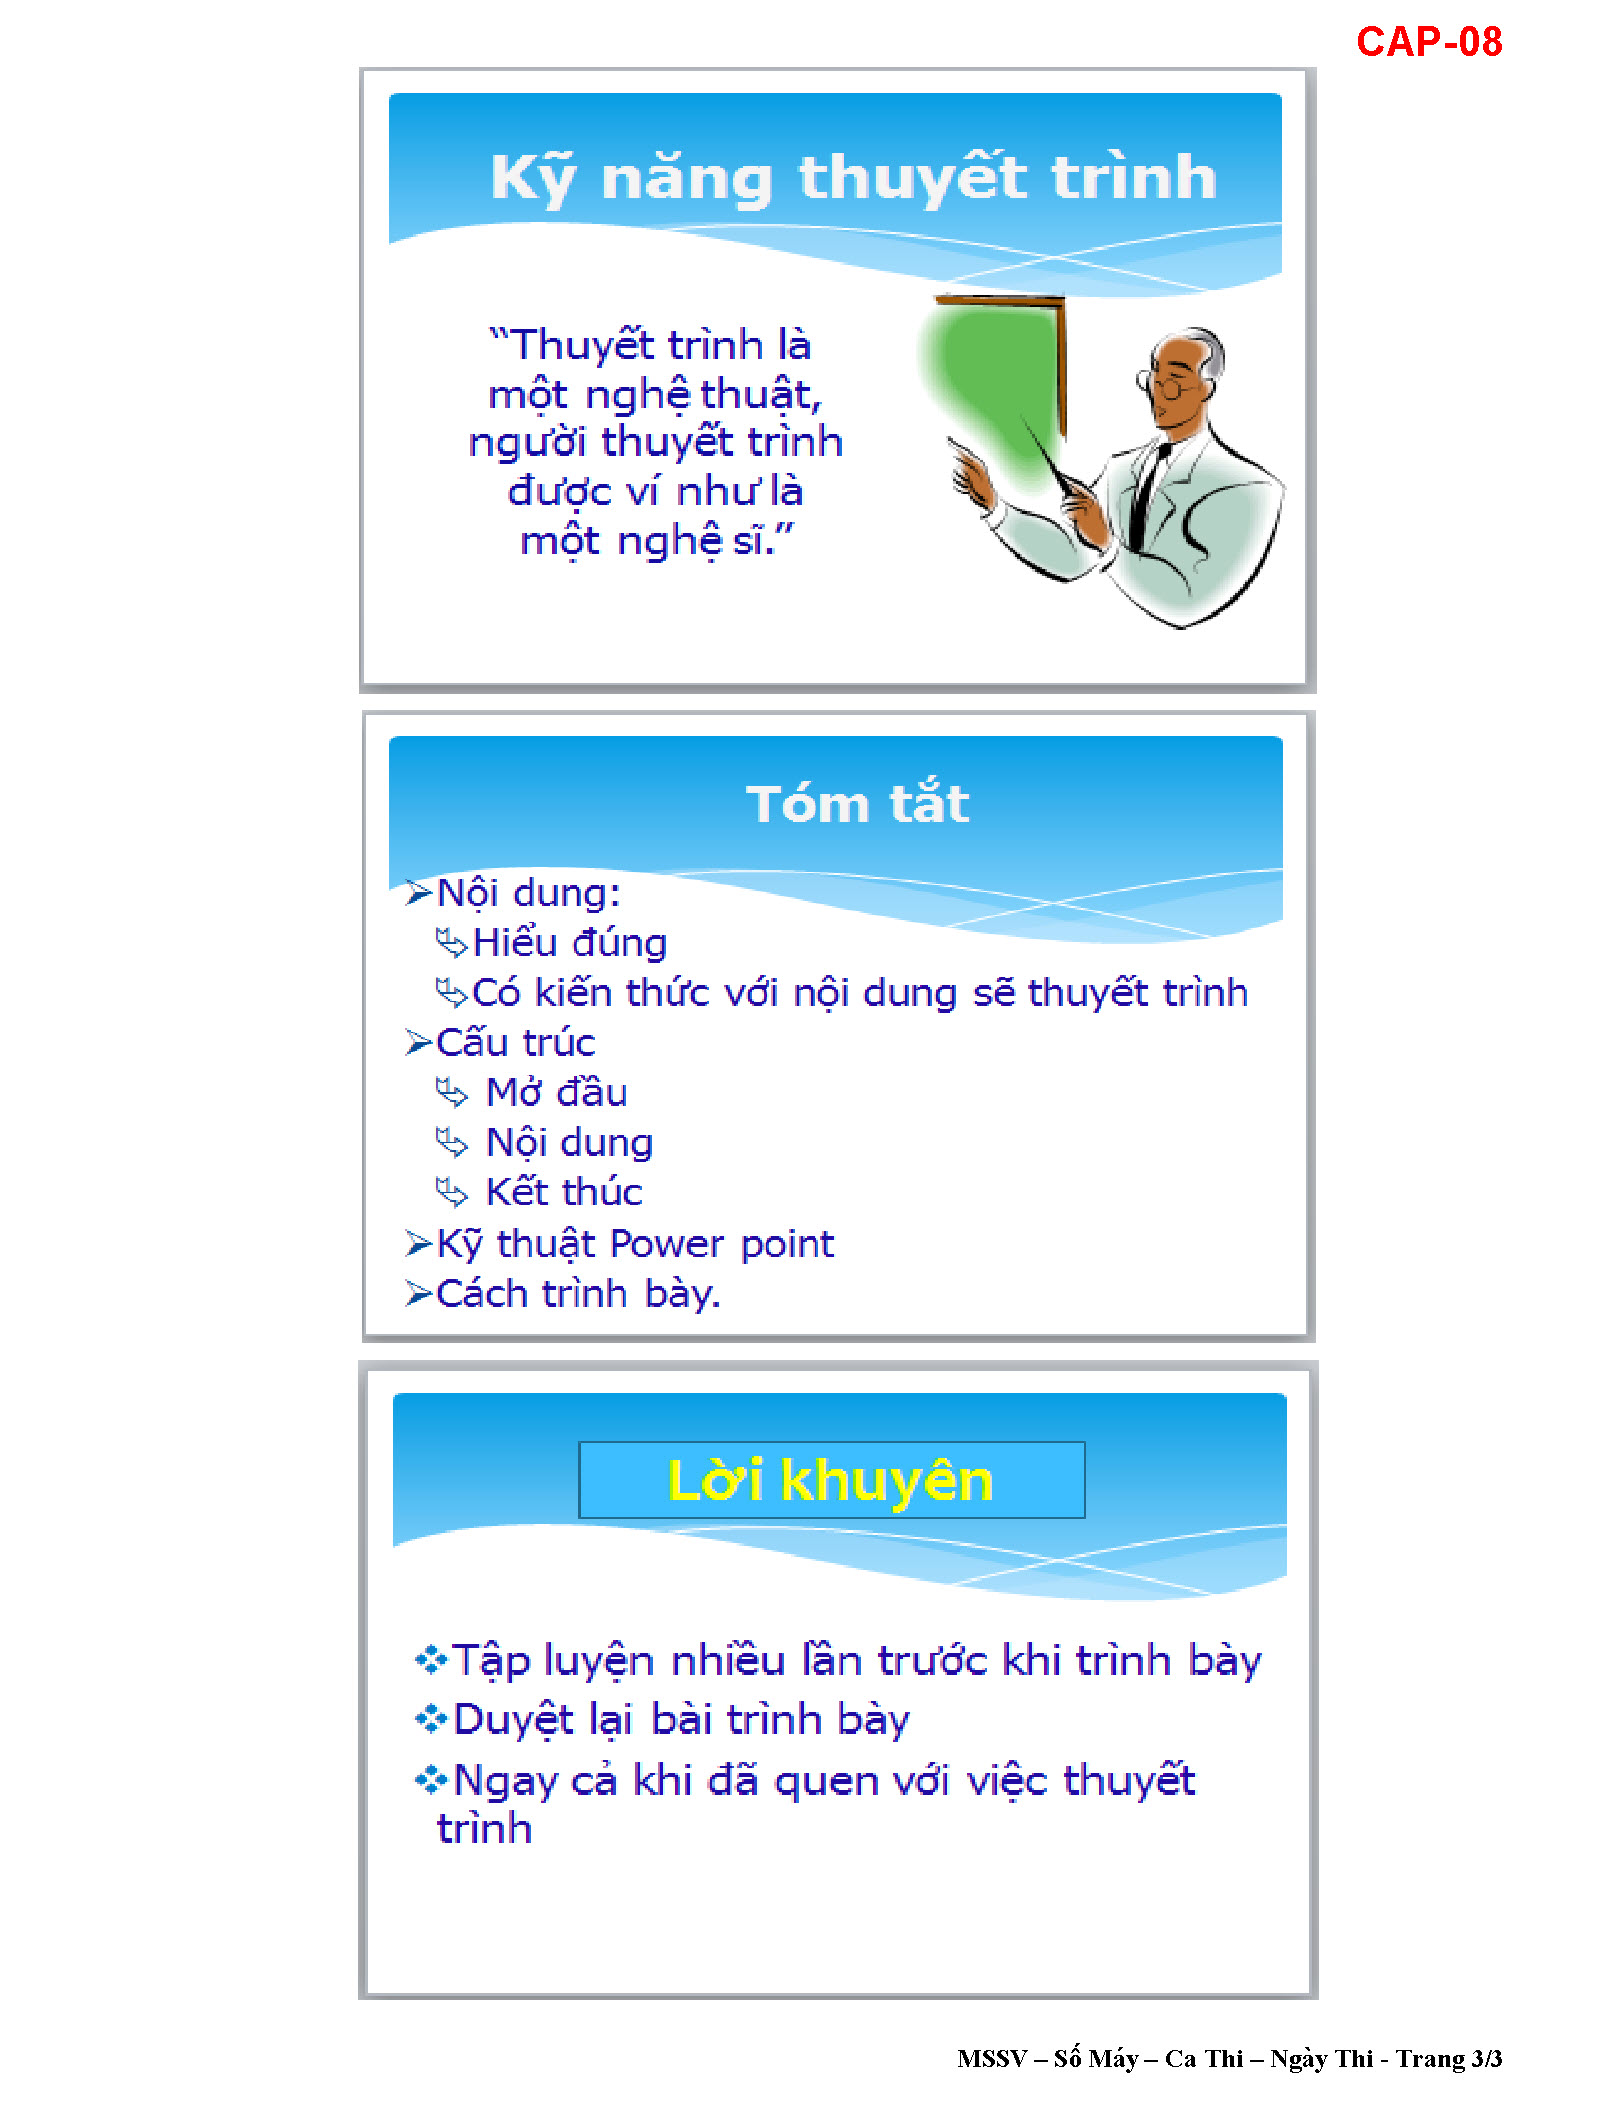 CAP-08
Kỹ năng thuyết trình
“Thuyết trình là
một nghệ thuật,
người thuyết trình
được ví như là
một nghệ sĩ.”
Tóm tắt
Nội dung:
Hiểu đúng
Có kiến thức với nội dung sẽ thuyết trình
Cấu trúc
Mở đầu
Nội dung
Kết thúc
Kỹ thuật Power point
Cách trình bày.
Lời khuyên
Tập luyện nhiều lần trước khi trình bày
Duyệt lại bài trình bày
Ngay cả khi đã quen với việc thuyết
trình
MSSV – Số Máy – Ca Thi – Ngày Thi - Trang 3/3